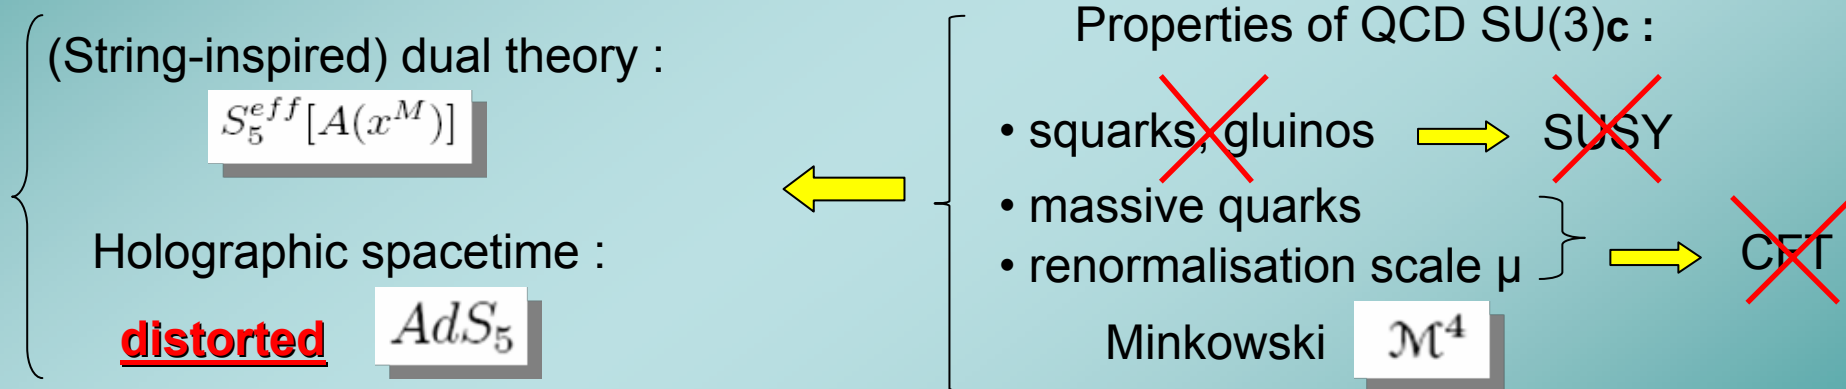 (String-inspired) dual theory :
S_5^{eff}[A(x^M)]
Holographic spacetime :
distorted AdS_5
Properties of QCD SU(3)c :
• squarks, gluinos SUSY
• massive quarks
• renormalisation scale μ CFT
Minkowski ℳ^4